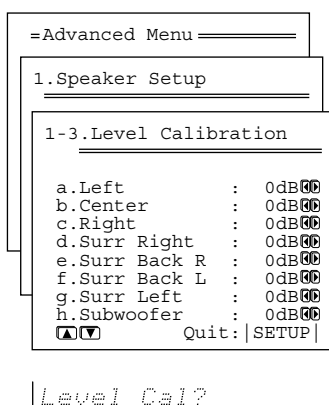 =Advanced Menu
1.Speaker Setup
1-3.Level Calibration
a.Left : 0dB
b.Center : 0dB
c.Right : 0dB
d.Surr Right : 0dB
e.Surr Back R : 0dB
f.Surr Back L : 0dB
g.Surr Left : 0dB
h.Subwoofer : 0dB
Quit:|SETUP|
Level Cal?